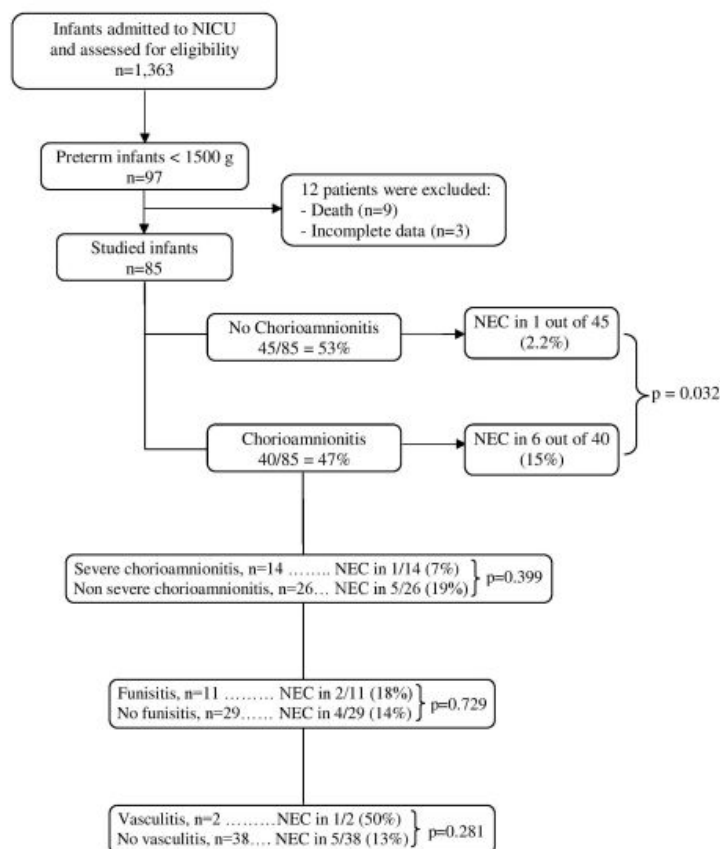 Infants admitted to NICU
and assessed for eligibility
n=1,363
Preterm infants < 1500 g
n=97
12 patients were excluded:
- Death (n=9)
- Incomplete data (n=3)
Studied infants
n=85
No Chorioamnionitis
45/85 = 53%
NEC in 1 out of 45
(2.2%)
p = 0.032
Chorioamnionitis
40/85 = 47%
NEC in 6 out of 40
(15%)
Severe chorioamnionitis, n=14 …….. NEC in 1/14 (7%)
Non severe chorioamnionitis, n=26… NEC in 5/26 (19%)
p=0.399
Funisitis, n=11 ……… NEC in 2/11 (18%)
No funisitis, n=29…… NEC in 4/29 (14%)
p=0.729
Vasculitis, n=2 ………NEC in 1/2 (50%)
No vasculitis, n=38…. NEC in 5/38 (13%)
p=0.281